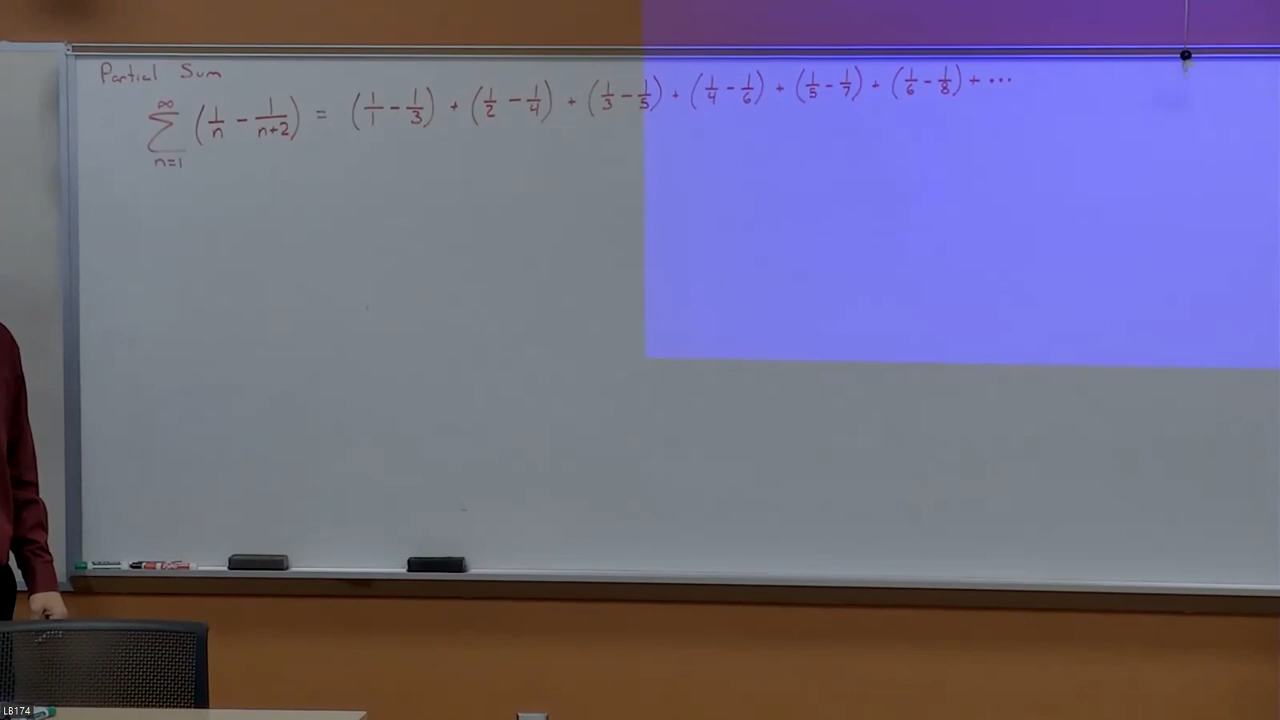 Partial Sum
∞
∑ (1/n - 1/(n+2)) = (1/1 - 1/3) + (1/2 - 1/4) + (1/3 - 1/5) + (1/4 - 1/6) + (1/5 - 1/7) + (1/6 - 1/8) + ...
n=1
LB174